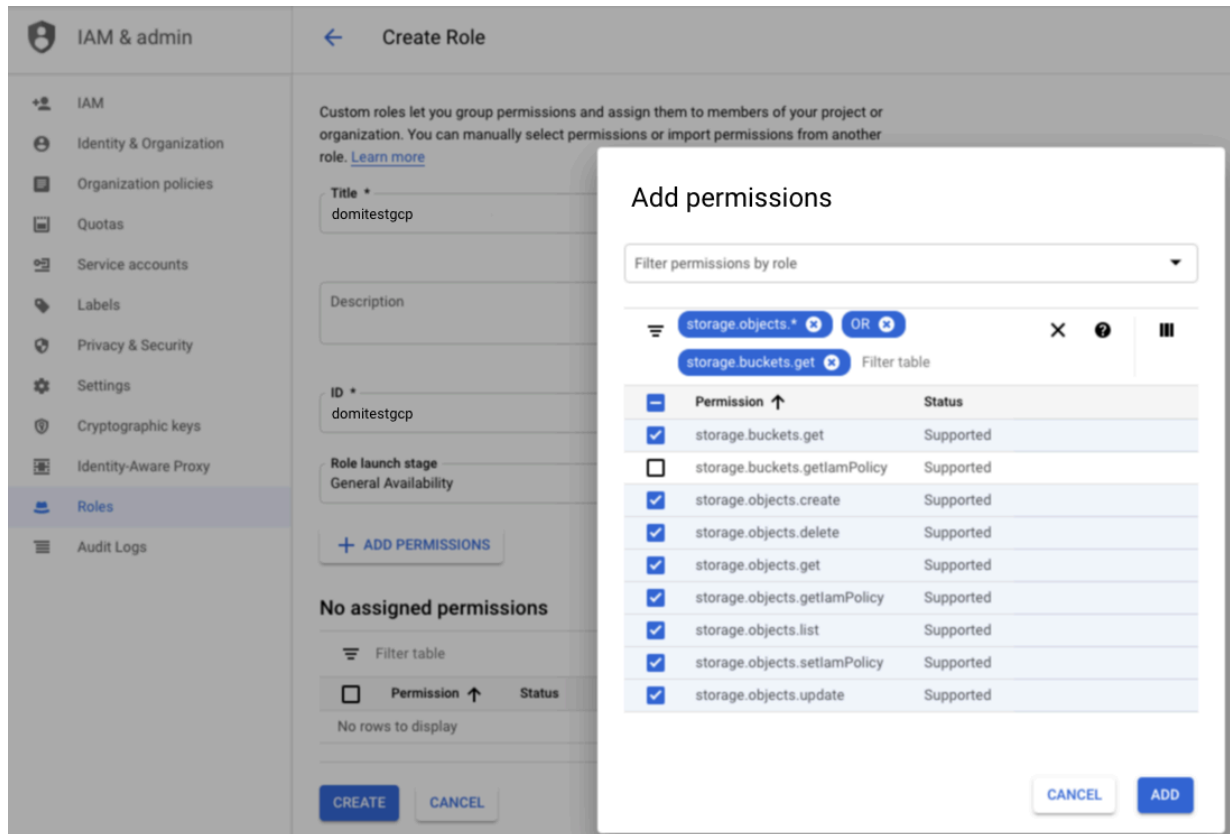 IAM & admin
IAM
Identity & Organization
Organization policies
Quotas
Service accounts
Labels
Privacy & Security
Settings
Cryptographic keys
Identity-Aware Proxy
Roles
Audit Logs
Create Role
Custom roles let you group permissions and assign them to members of your project or
organization. You can manually select permissions or import permissions from another
role. Learn more
Title *
domitestgcp
Description
ID *
domitestgcp
Role launch stage
General Availability
ADD PERMISSIONS
No assigned permissions
Filter table
Permission Status
No rows to display
CREATE CANCEL
Add permissions
Filter permissions by role
storage.objects.* OR
storage.buckets.get Filter table
Permission Status
storage.buckets.get Supported
storage.buckets.getIamPolicy Supported
storage.objects.create Supported
storage.objects.delete Supported
storage.objects.get Supported
storage.objects.getIamPolicy Supported
storage.objects.list Supported
storage.objects.setIamPolicy Supported
storage.objects.update Supported
CANCEL ADD